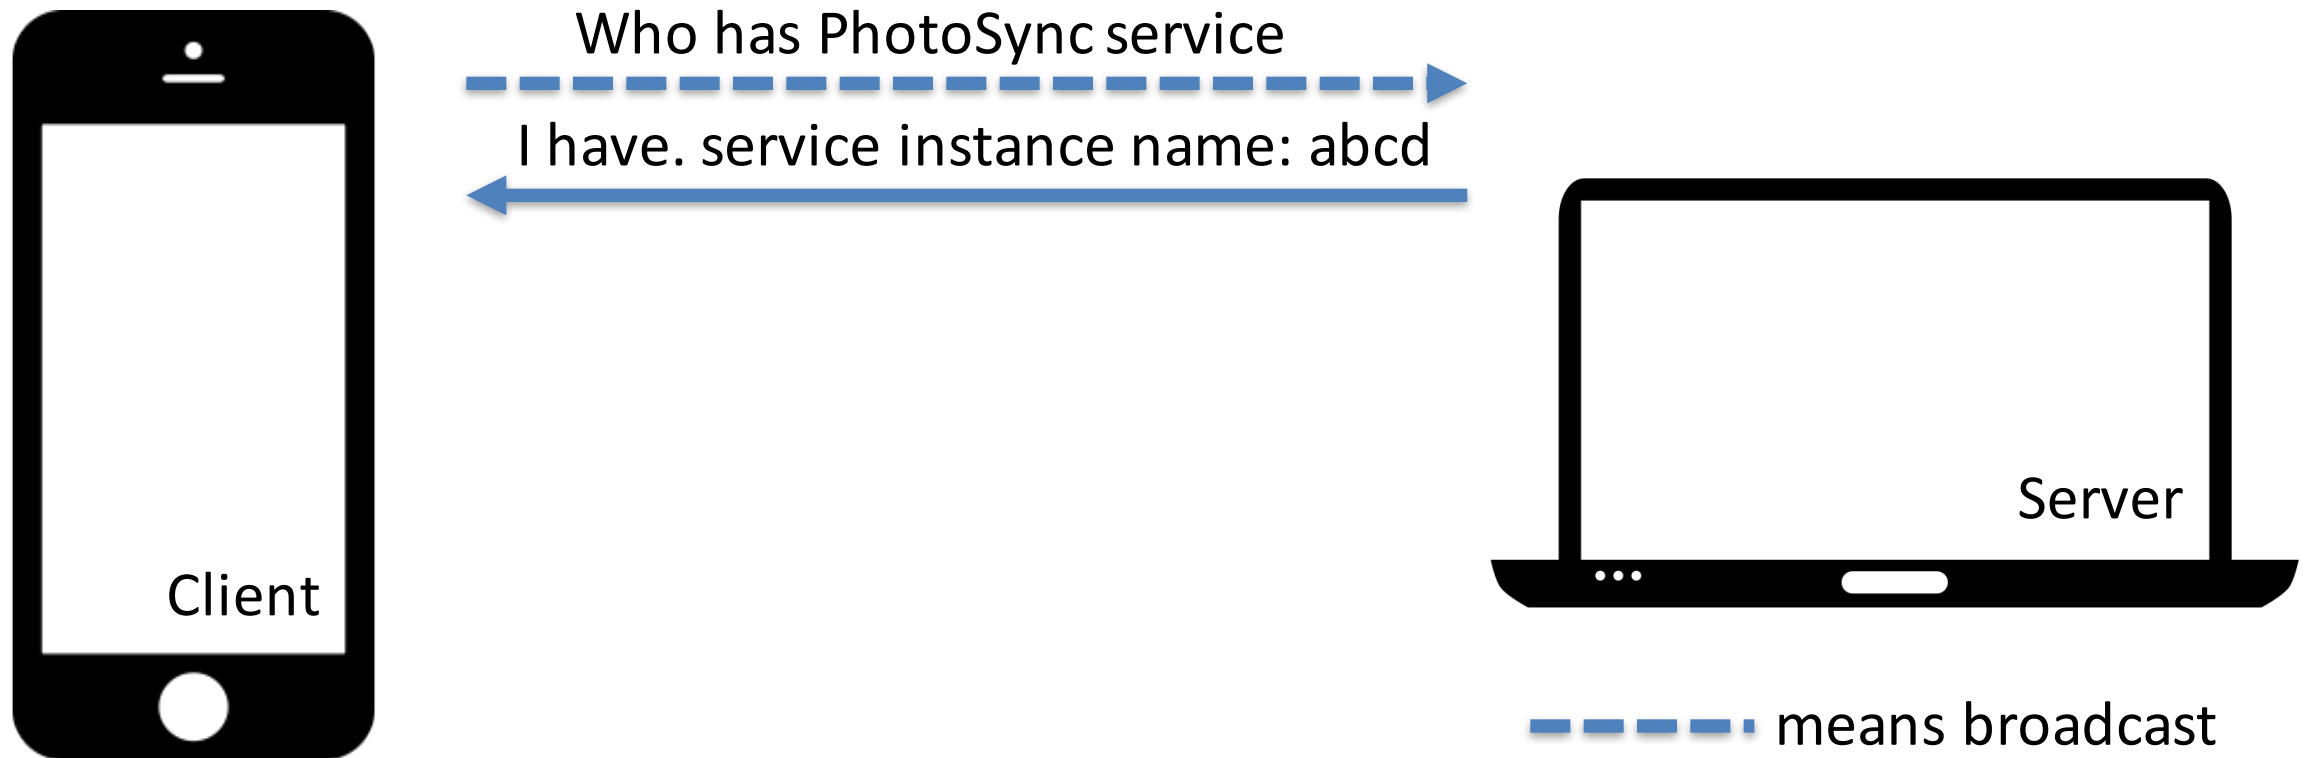 Who has PhotoSync service
I have. service instance name: abcd
Server
Client
means broadcast